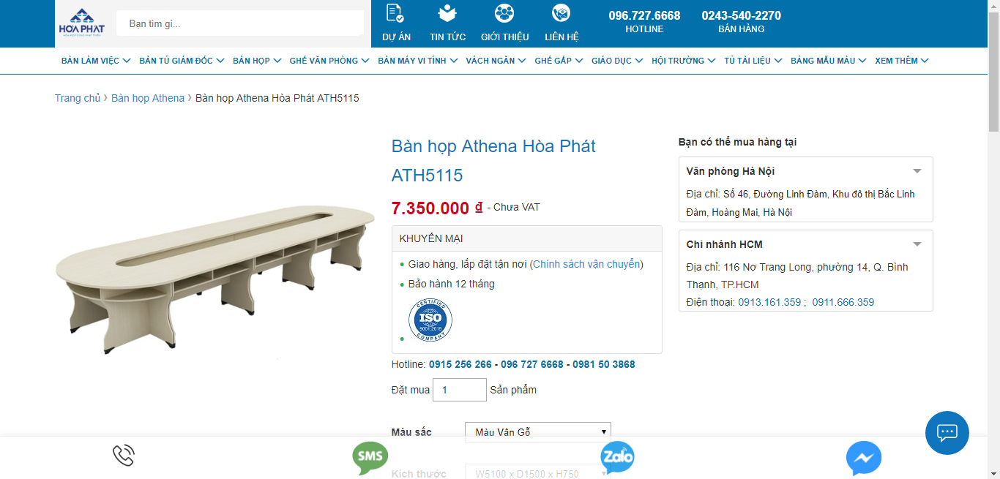 HÒA PHÁT
Bạn tìm gì...
DỰ ÁN
TIN TỨC
GIỚI THIỆU
LIÊN HỆ
096.727.6668
HOTLINE
0243-540-2270
BÁN HÀNG
BÀN LÀM VIỆC
BÀN TỦ GIÁM ĐỐC
BÀN HỌP
GHẾ VĂN PHÒNG
BÀN MÁY VI TÍNH
VÁCH NGĂN
GHẾ GẤP
GIÁO DỤC
HỘI TRƯỜNG
TỦ TÀI LIỆU
BẢNG MẪU MÀU
XEM THÊM
Trang chủ › Bàn họp Athena › Bàn họp Athena Hòa Phát ATH5115
Bàn họp Athena Hòa Phát
ATH5115
7.350.000 ₫ - Chưa VAT
KHUYẾN MẠI
Giao hàng, lắp đặt tận nơi (Chính sách vận chuyển)
Bảo hành 12 tháng
CERTIFIED
ISO
9001:2015
COMPANY
Hotline: 0915 256 266 - 096 727 6668 - 0981 50 3868
Đặt mua 1 Sản phẩm
Màu sắc Màu Vân Gỗ
Kích thước W5100 x D1500 x H750
Bạn có thể mua hàng tại
Văn phòng Hà Nội
Địa chỉ: Số 46, Đường Linh Đàm, Khu đô thị Bắc Linh
Đàm, Hoàng Mai, Hà Nội
Chi nhánh HCM
Địa chỉ: 116 Nơ Trang Long, phường 14, Q. Bình
Thạnh, TP.HCM
Điện thoại: 0913.161.359 ; 0911.666.359
SMS
Zalo